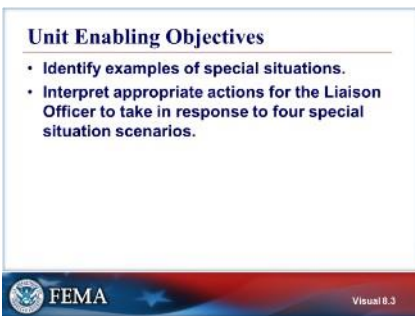 Unit Enabling Objectives
• Identify examples of special situations.
• Interpret appropriate actions for the Liaison
Officer to take in response to four special
situation scenarios.
FEMA
Visual 8.3